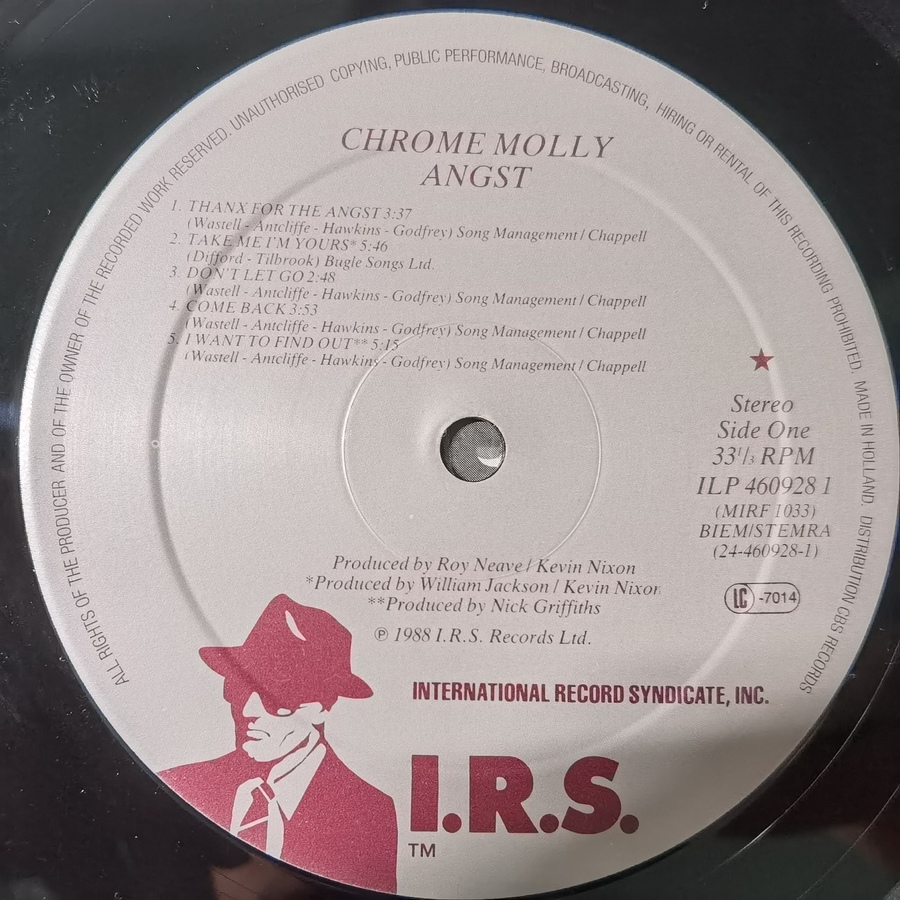 ALL RIGHTS OF THE PRODUCER AND OF THE OWNER OF THE RECORDED WORK RESERVED. UNAUTHORISED COPYING, PUBLIC PERFORMANCE, BROADCASTING, HIRING OR RENTAL OF THIS RECORDING PROHIBITED. MADE IN HOLLAND. DISTRIBUTION CBS RECORDS
CHROME MOLLY
ANGST
1. THANX FOR THE ANGST 3:37
(Wastell - Antcliffe - Hawkins - Godfrey) Song Management / Chappell
2. TAKE ME I'M YOURS* 5:46
(Difford - Tilbrook) Bugle Songs Ltd.
3. DON'T LET GO 2:48
(Wastell - Antcliffe - Hawkins - Godfrey) Song Management / Chappell
4. COME BACK 3:53
(Wastell - Antcliffe - Hawkins - Godfrey) Song Management / Chappell
5. I WANT TO FIND OUT** 5:15
(Wastell - Antcliffe - Hawkins - Godfrey) Song Management / Chappell
Stereo
Side One
33 1/3 RPM
ILP 460928 1
(MIRF 1033)
BIEM/STEMRA
(24-460928-1)
LC -7014
Produced by Roy Neave / Kevin Nixon
*Produced by William Jackson / Kevin Nixon
**Produced by Nick Griffiths
℗ 1988 I.R.S. Records Ltd.
INTERNATIONAL RECORD SYNDICATE, INC.
I.R.S.
TM